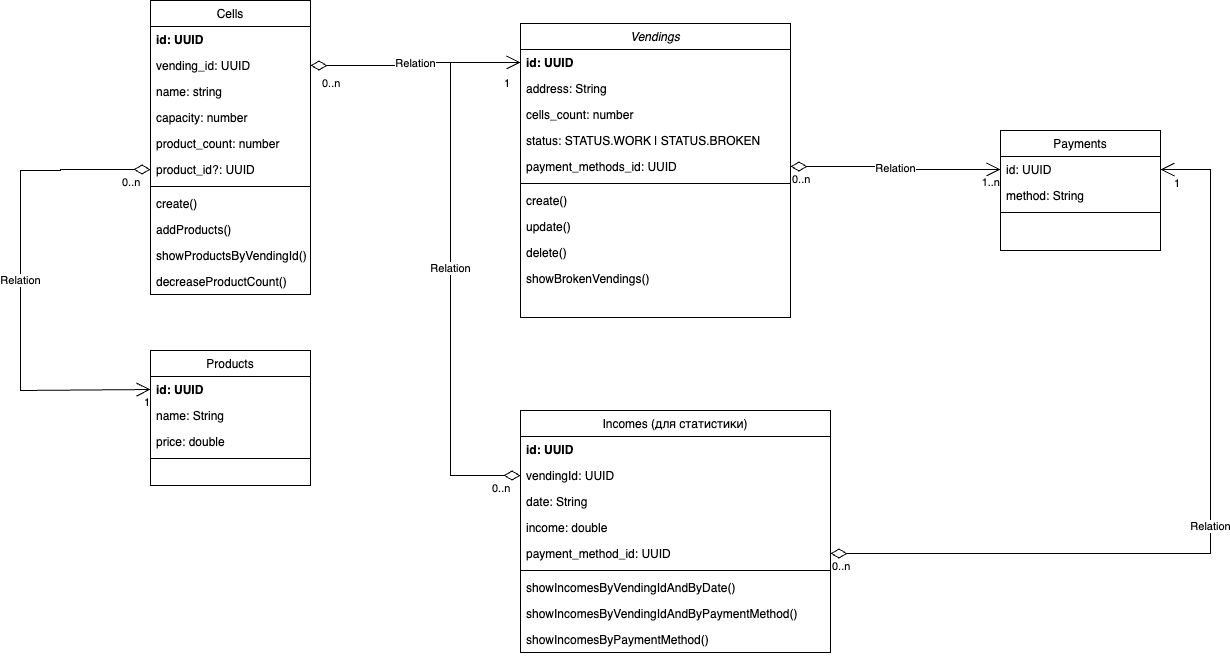 Cells
id: UUID
vending_id: UUID
name: string
capacity: number
product_count: number
product_id?: UUID
create()
addProducts()
showProductsByVendingId()
decreaseProductCount()
0..n
Relation
1
0..n
Relation
1
Vendings
id: UUID
address: String
cells_count: number
status: STATUS.WORK | STATUS.BROKEN
payment_methods_id: UUID
create()
update()
delete()
showBrokenVendings()
0..n
Relation
1..n
Payments
id: UUID
method: String
1
Relation
Products
id: UUID
name: String
price: double
Relation
0..n
Incomes (для статистики)
id: UUID
vendingId: UUID
date: String
income: double
payment_method_id: UUID
showIncomesByVendingIdAndByDate()
showIncomesByVendingIdAndByPaymentMethod()
showIncomesByPaymentMethod()
0..n